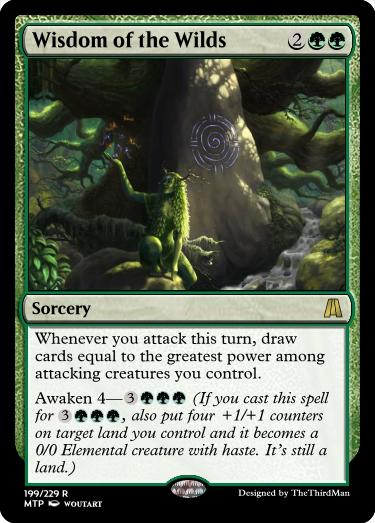 Wisdom of the Wilds 2
Sorcery
Whenever you attack this turn, draw
cards equal to the greatest power among
attacking creatures you control.
Awaken 4—3 (If you cast this spell
for 3, also put four +1/+1 counters
on target land you control and it becomes a
0/0 Elemental creature with haste. It's still a
land.)
199/229 R
MTP WOUTART
Designed by TheThirdMan